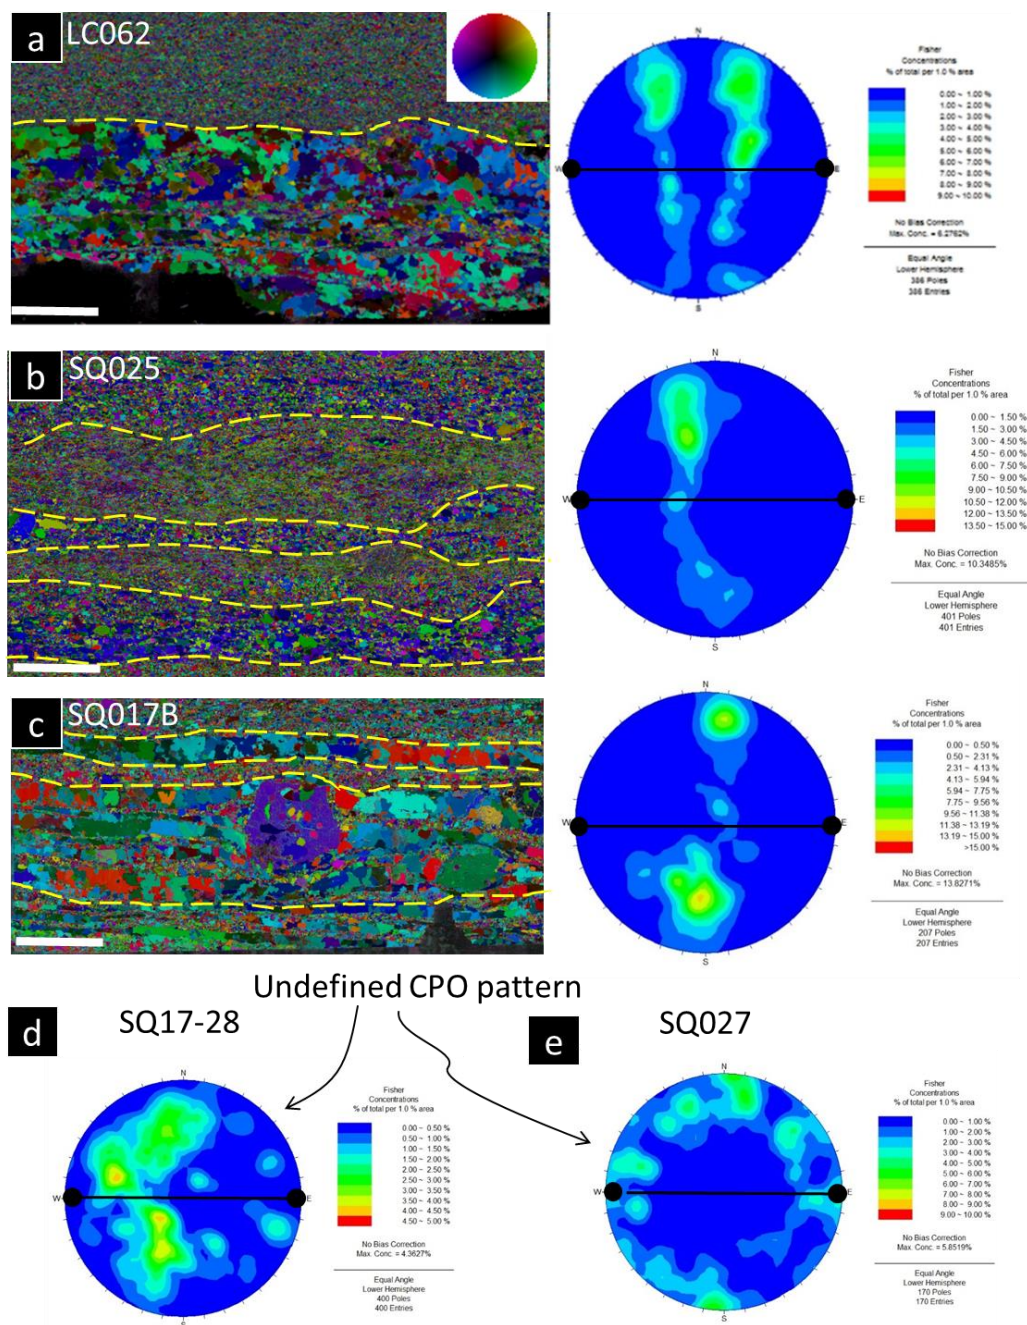 a LC062
N
W
E
S
Fisher
Concentrations
% of total per 1.0 % area
0.00 ~ 1.00 %
1.00 ~ 2.00 %
2.00 ~ 3.00 %
3.00 ~ 4.00 %
4.00 ~ 5.00 %
5.00 ~ 6.00 %
6.00 ~ 7.00 %
7.00 ~ 8.00 %
8.00 ~ 9.00 %
9.00 ~ 10.00 %
No Bias Correction
Max. Conc. = 6.2762%
Equal Angle
Lower Hemisphere
386 Poles
386 Entries
b SQ025
N
W
E
S
Fisher
Concentrations
% of total per 1.0 % area
0.00 ~ 1.50 %
1.50 ~ 3.00 %
3.00 ~ 4.50 %
4.50 ~ 6.00 %
6.00 ~ 7.50 %
7.50 ~ 9.00 %
9.00 ~ 10.50 %
10.50 ~ 12.00 %
12.00 ~ 13.50 %
13.50 ~ 15.00 %
No Bias Correction
Max. Conc. = 10.3485%
Equal Angle
Lower Hemisphere
401 Poles
401 Entries
c SQ017B
N
W
E
S
Fisher
Concentrations
% of total per 1.0 % area
0.00 ~ 0.50 %
0.50 ~ 2.31 %
2.31 ~ 4.13 %
4.13 ~ 5.94 %
5.94 ~ 7.75 %
7.75 ~ 9.56 %
9.56 ~ 11.38 %
11.38 ~ 13.19 %
13.19 ~ 15.00 %
>15.00 %
No Bias Correction
Max. Conc. = 13.8271%
Equal Angle
Lower Hemisphere
207 Poles
207 Entries
Undefined CPO pattern
d SQ17-28
N
W
E
S
Fisher
Concentrations
% of total per 1.0 % area
0.00 ~ 0.50 %
0.50 ~ 1.00 %
1.00 ~ 1.50 %
1.50 ~ 2.00 %
2.00 ~ 2.50 %
2.50 ~ 3.00 %
3.00 ~ 3.50 %
3.50 ~ 4.00 %
4.00 ~ 4.50 %
4.50 ~ 5.00 %
No Bias Correction
Max. Conc. = 4.3627%
Equal Angle
Lower Hemisphere
400 Poles
400 Entries
e SQ027
N
W
E
S
Fisher
Concentrations
% of total per 1.0 % area
0.00 ~ 1.00 %
1.00 ~ 2.00 %
2.00 ~ 3.00 %
3.00 ~ 4.00 %
4.00 ~ 5.00 %
5.00 ~ 6.00 %
6.00 ~ 7.00 %
7.00 ~ 8.00 %
8.00 ~ 9.00 %
9.00 ~ 10.00 %
No Bias Correction
Max. Conc. = 5.8519%
Equal Angle
Lower Hemisphere
170 Poles
170 Entries